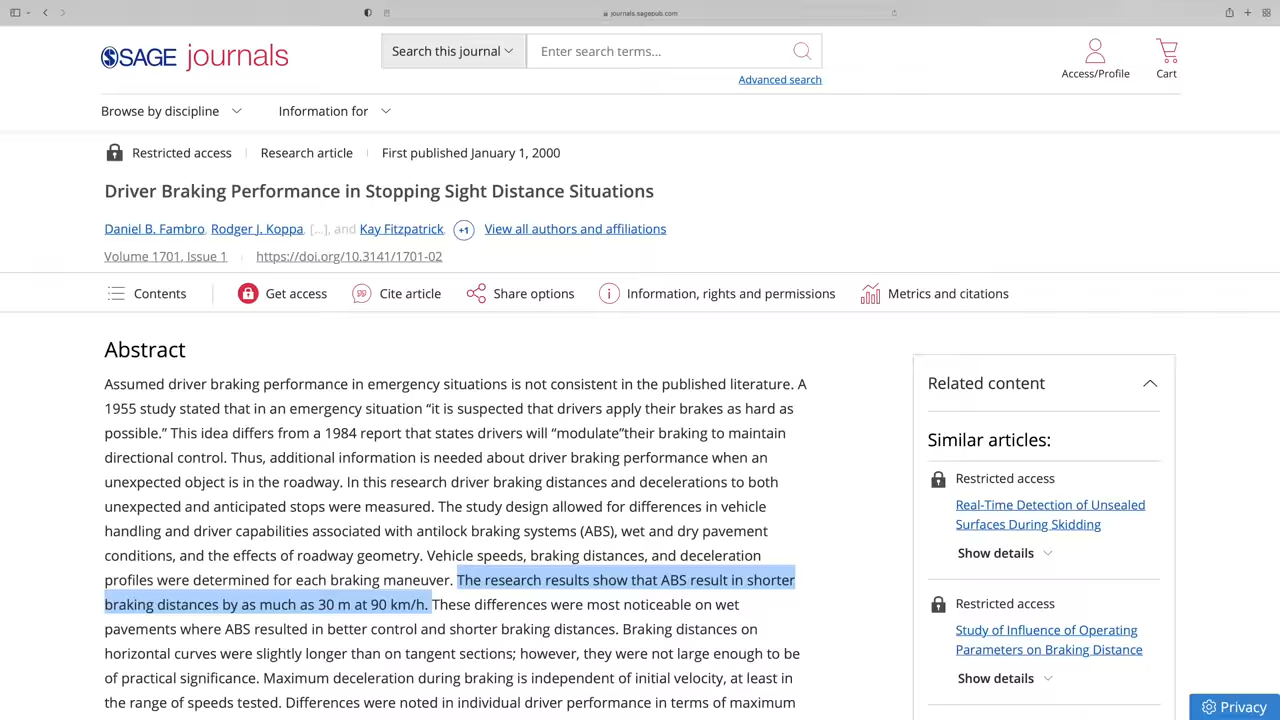 journals.sagepub.com
SAGE journals
Search this journal
Enter search terms...
Advanced search
Access/Profile
Cart
Browse by discipline
Information for
Restricted access
Research article
First published January 1, 2000
Driver Braking Performance in Stopping Sight Distance Situations
Daniel B. Fambro, Rodger J. Koppa, [...], and Kay Fitzpatrick +1 View all authors and affiliations
Volume 1701, Issue 1
https://doi.org/10.3141/1701-02
Contents
Get access
Cite article
Share options
Information, rights and permissions
Metrics and citations
Abstract
Assumed driver braking performance in emergency situations is not consistent in the published literature. A
1955 study stated that in an emergency situation “it is suspected that drivers apply their brakes as hard as
possible.” This idea differs from a 1984 report that states drivers will “modulate”their braking to maintain
directional control. Thus, additional information is needed about driver braking performance when an
unexpected object is in the roadway. In this research driver braking distances and decelerations to both
unexpected and anticipated stops were measured. The study design allowed for differences in vehicle
handling and driver capabilities associated with antilock braking systems (ABS), wet and dry pavement
conditions, and the effects of roadway geometry. Vehicle speeds, braking distances, and deceleration
profiles were determined for each braking maneuver. The research results show that ABS result in shorter
braking distances by as much as 30 m at 90 km/h. These differences were most noticeable on wet
pavements where ABS resulted in better control and shorter braking distances. Braking distances on
horizontal curves were slightly longer than on tangent sections; however, they were not large enough to be
of practical significance. Maximum deceleration during braking is independent of initial velocity, at least in
the range of speeds tested. Differences were noted in individual driver performance in terms of maximum
Related content
Similar articles:
Restricted access
Real-Time Detection of Unsealed
Surfaces During Skidding
Show details
Restricted access
Study of Influence of Operating
Parameters on Braking Distance
Show details
Privacy